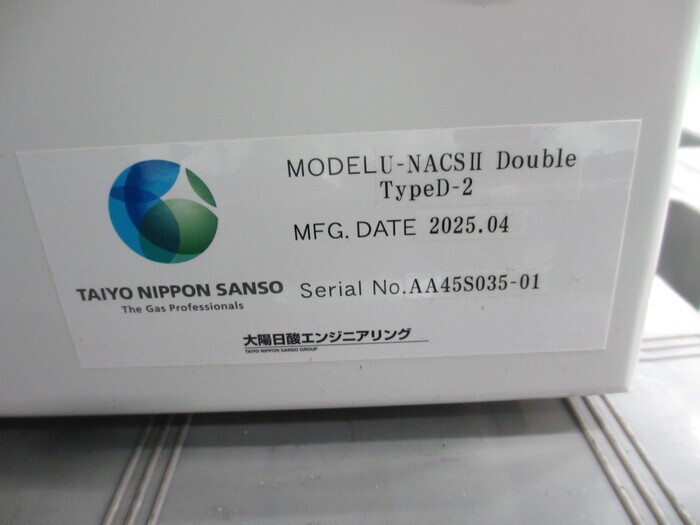 MODELU-NACSII Double
TypeD-2
MFG. DATE 2025.04
Serial No.AA45S035-01
TAIYO NIPPON SANSO
The Gas Professionals
大陽日酸エンジニアリング
TAIYO NIPPON SANSO GROUP